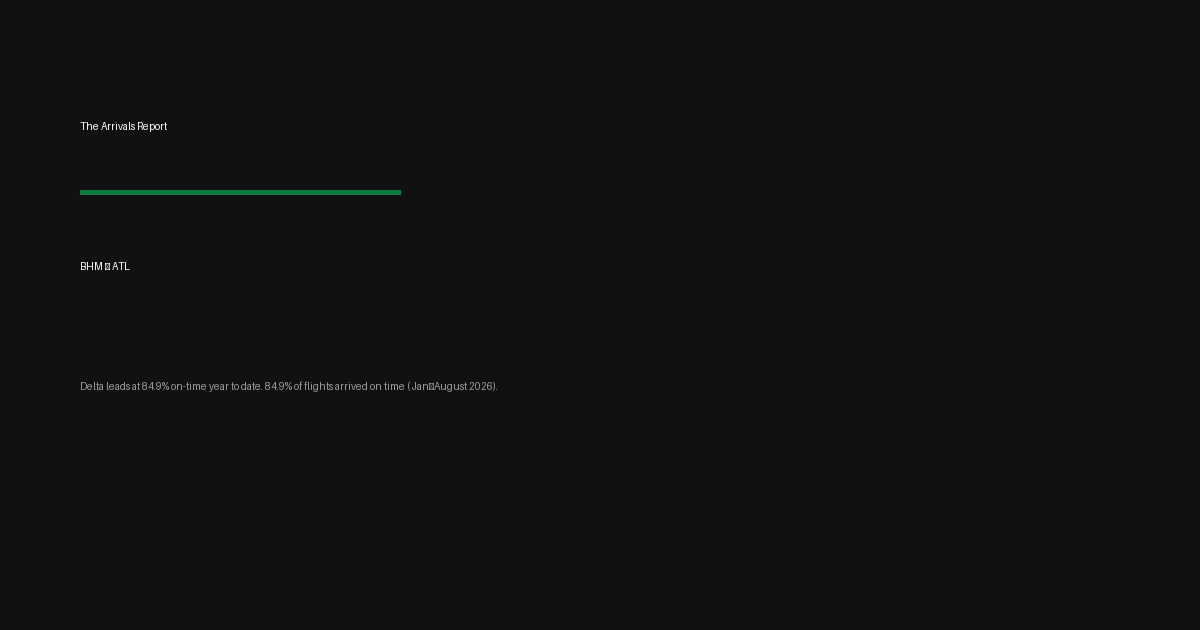 The Arrivals Report
BHM ATL
Delta leads at 84.9% on-time year to date. 84.9% of flights arrived on time (Jan August 2026).